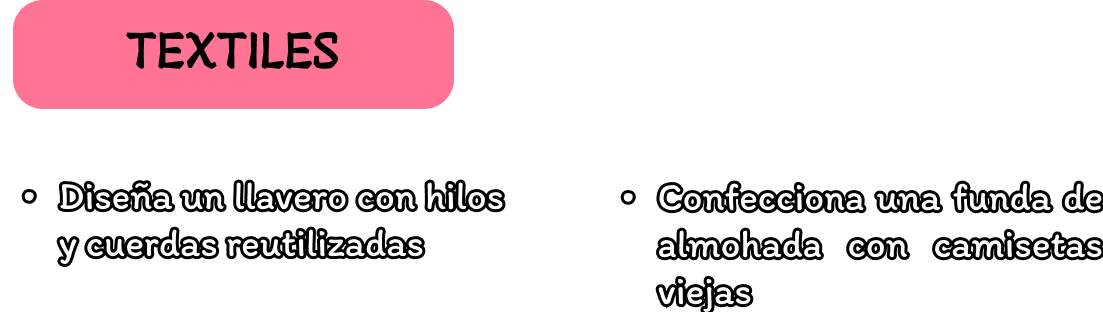 TEXTILES
• Diseña un llavero con hilos
y cuerdas reutilizadas
• Confecciona una funda de
almohada con camisetas
viejas